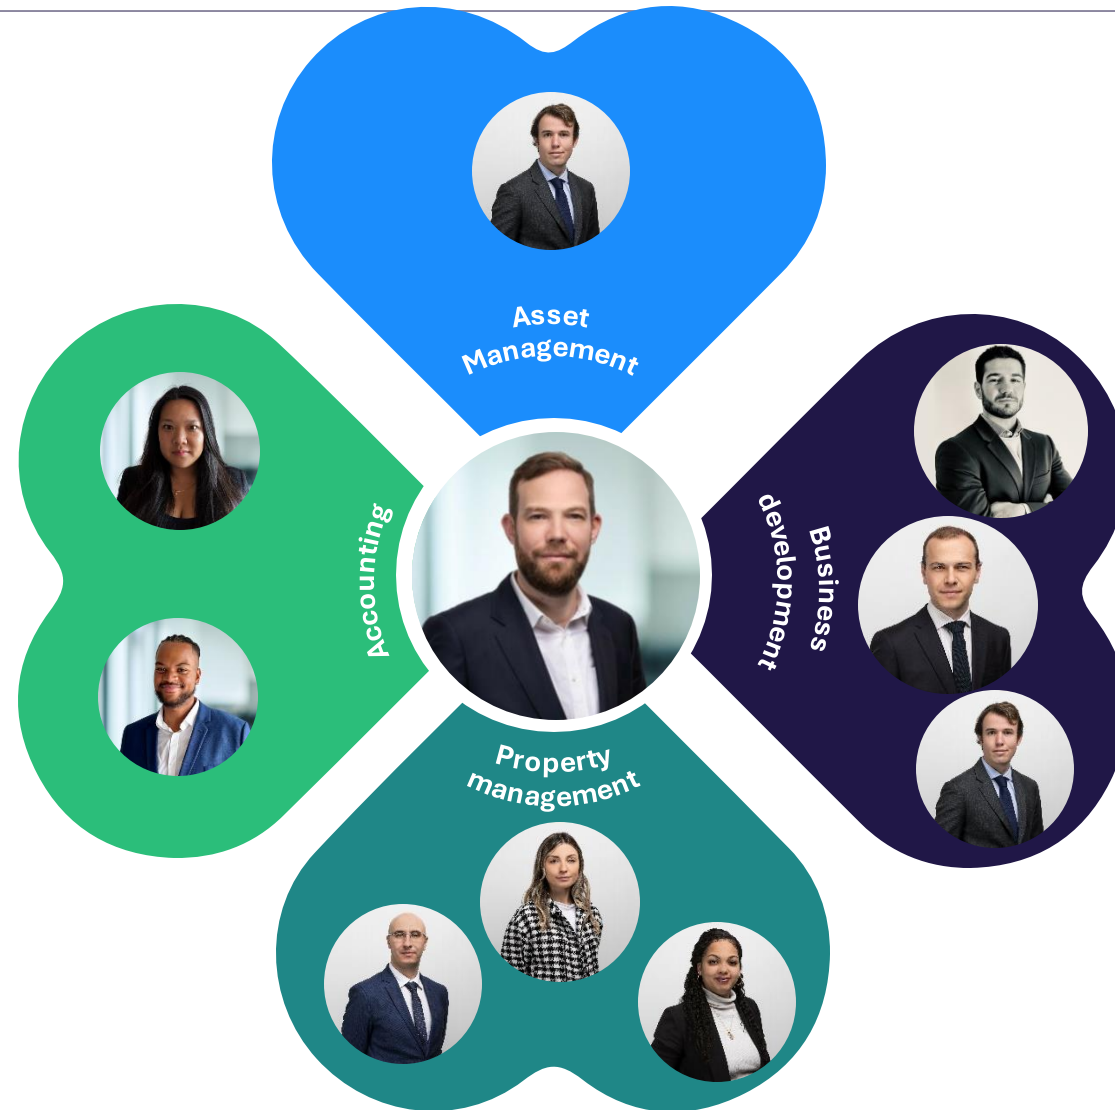 Asset
Management
Accounting
Business
development
Property
management